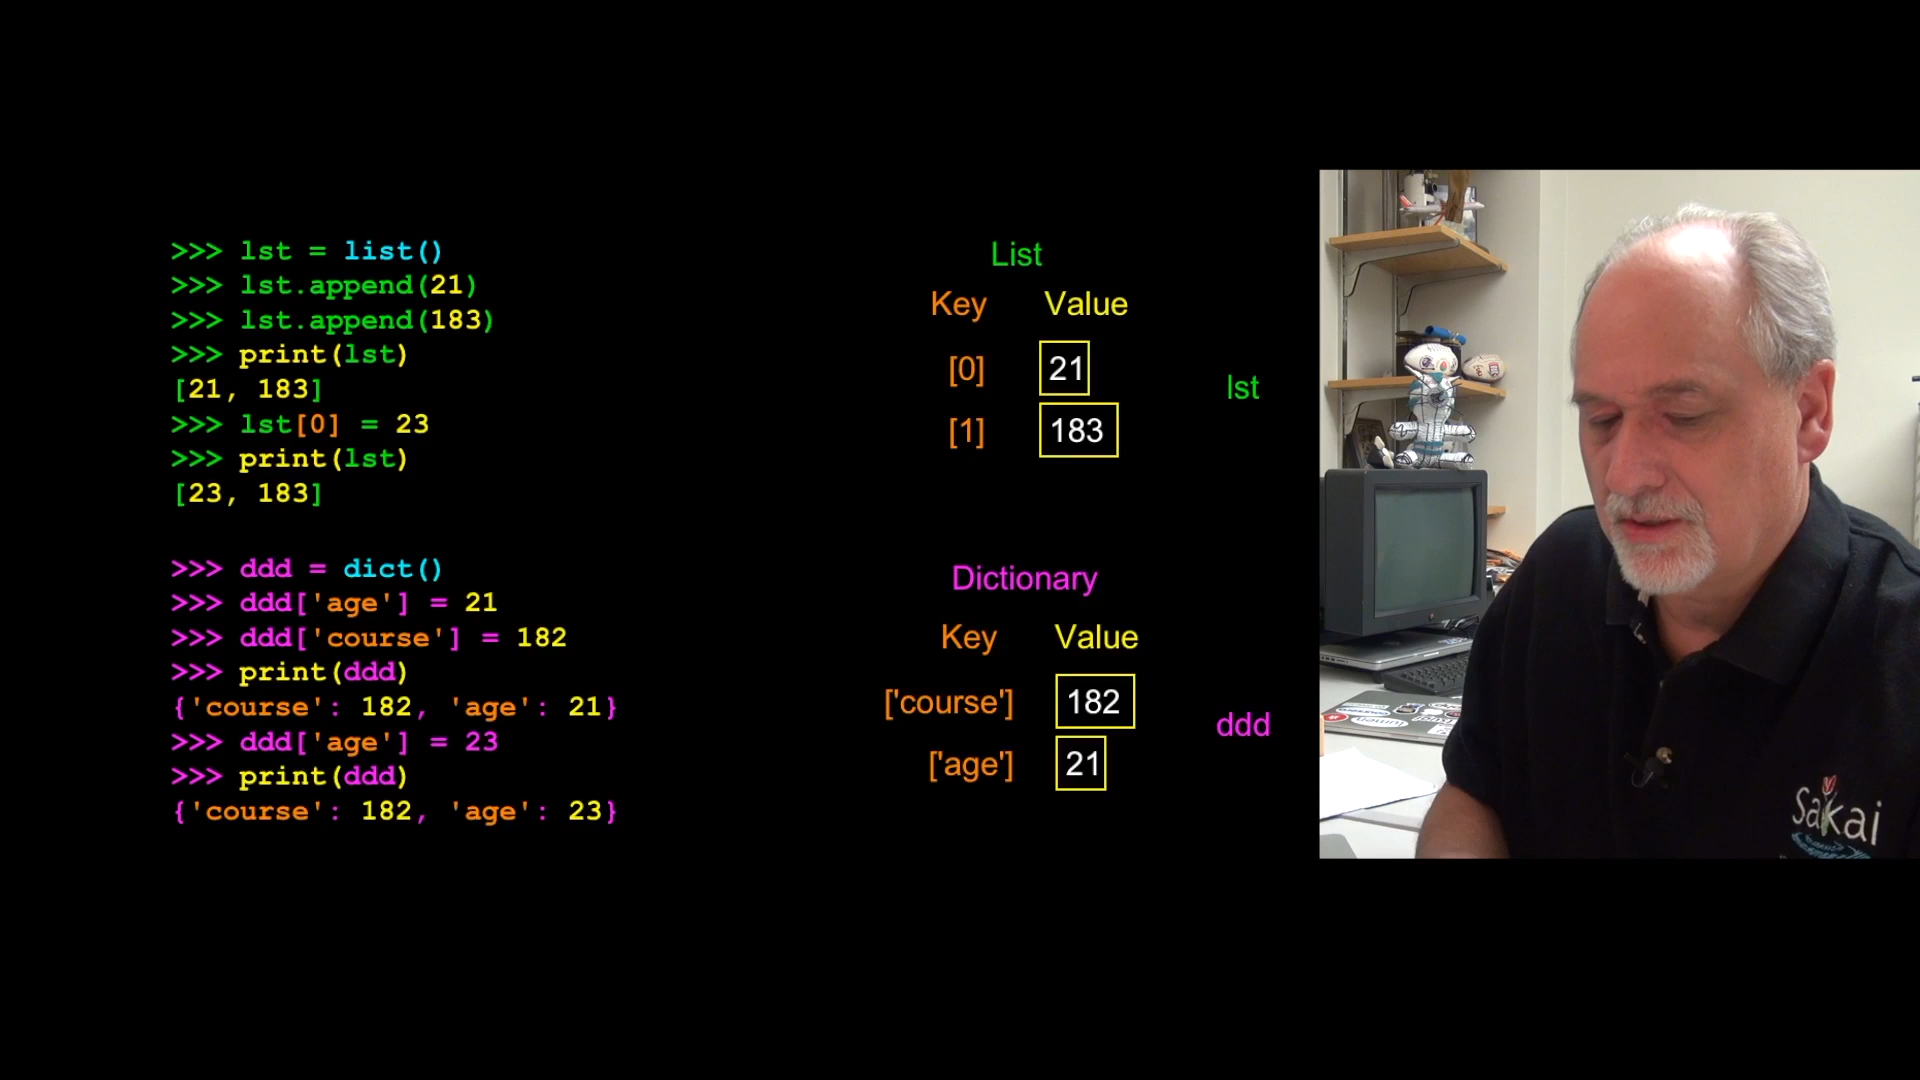 >>> lst = list()
>>> lst.append(21)
>>> lst.append(183)
>>> print(lst)
[21, 183]
>>> lst[0] = 23
>>> print(lst)
[23, 183]
>>> ddd = dict()
>>> ddd['age'] = 21
>>> ddd['course'] = 182
>>> print(ddd)
{'course': 182, 'age': 21}
>>> ddd['age'] = 23
>>> print(ddd)
{'course': 182, 'age': 23}
List
Key Value
[0] 21
[1] 183
lst
Dictionary
Key Value
['course'] 182
['age'] 21
ddd
Sakai